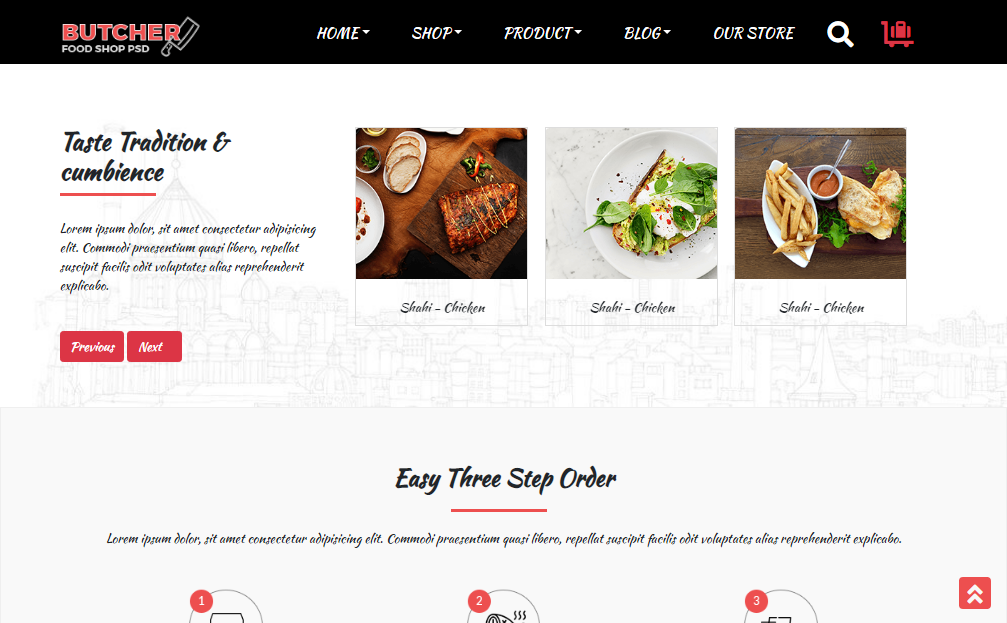 BUTCHER
FOOD SHOP PSD
HOME SHOP PRODUCT BLOG OUR STORE
Taste Tradition &
cumbience
Lorem ipsum dolor, sit amet consectetur adipisicing
elit. Commodi praesentium quasi libero, repellat
suscipit facilis odit voluptates alias reprehenderit
explicabo.
Previous Next
Shahi - Chicken
Shahi - Chicken
Shahi - Chicken
Easy Three Step Order
Lorem ipsum dolor, sit amet consectetur adipisicing elit. Commodi praesentium quasi libero, repellat suscipit facilis odit voluptates alias reprehenderit explicabo.
1 2 3